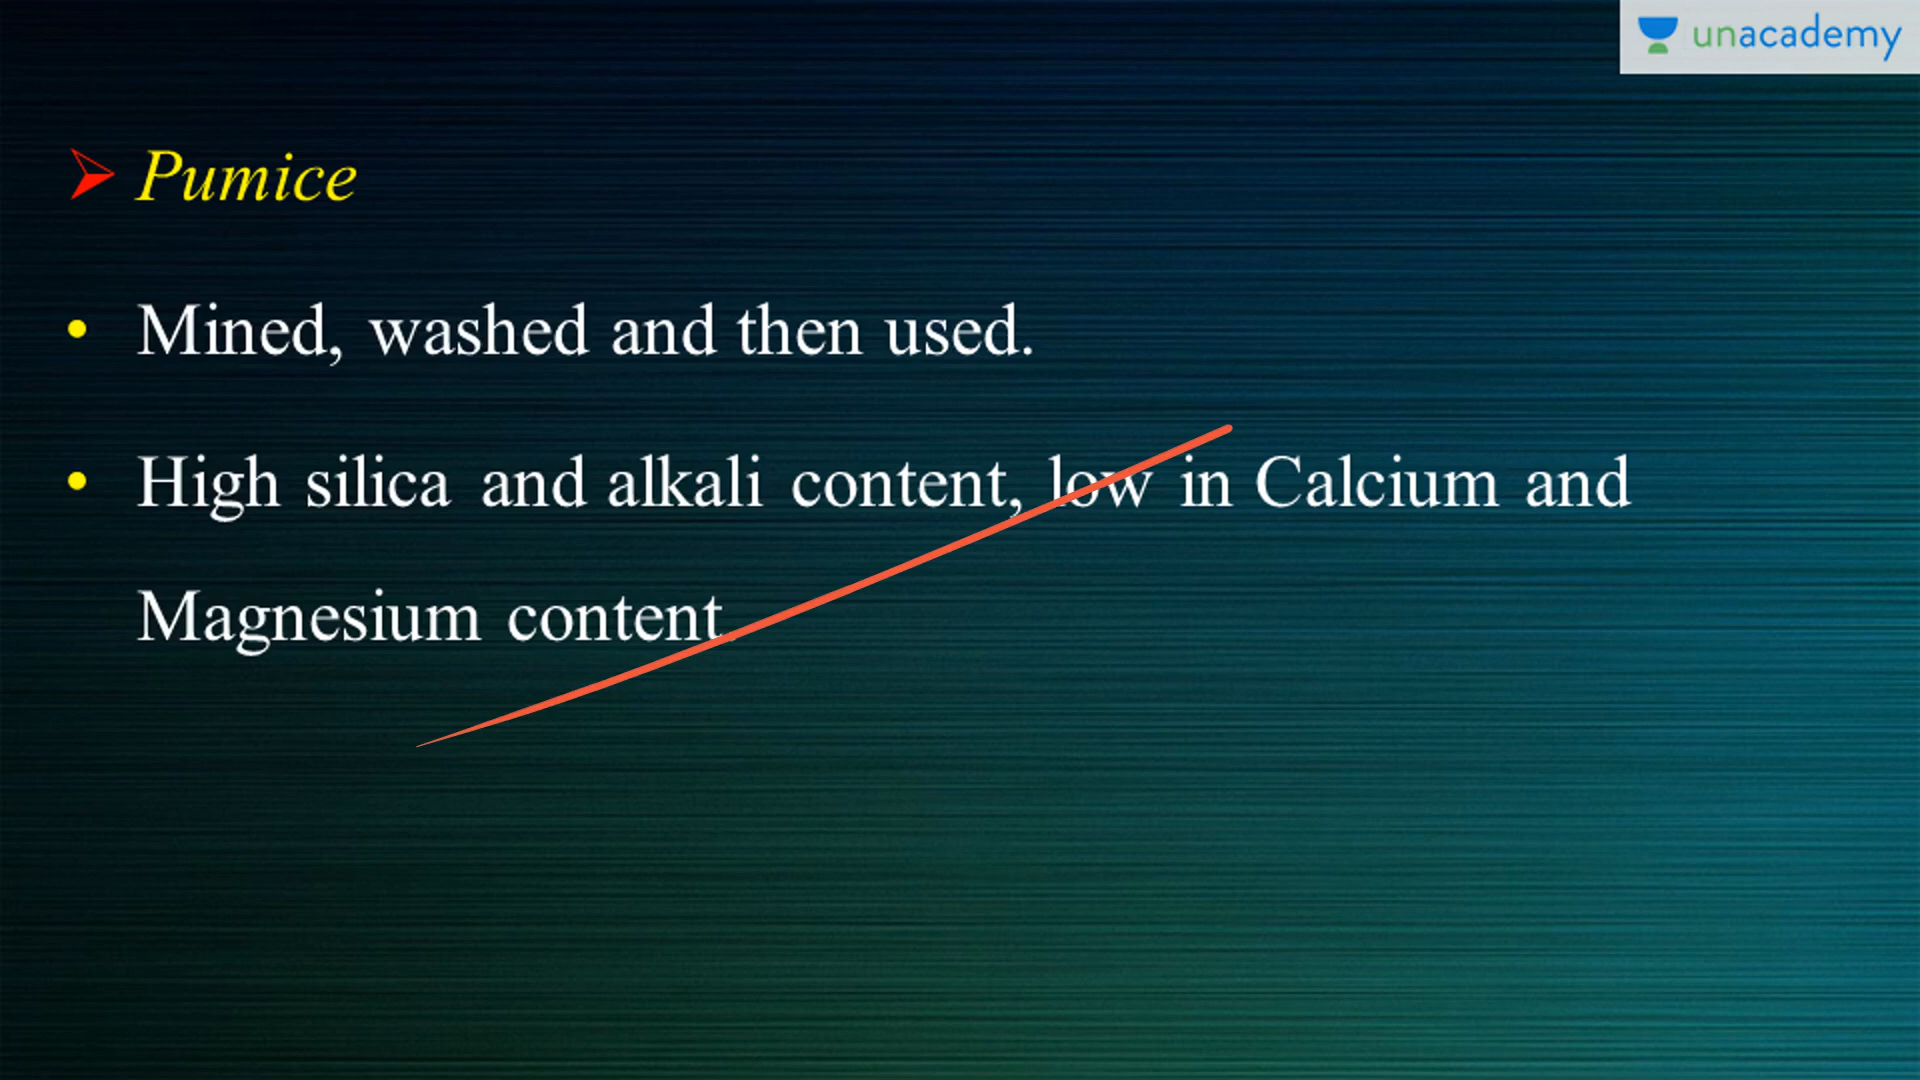 unacademy
Pumice
Mined, washed and then used.
High silica and alkali content, low in Calcium and
Magnesium content.